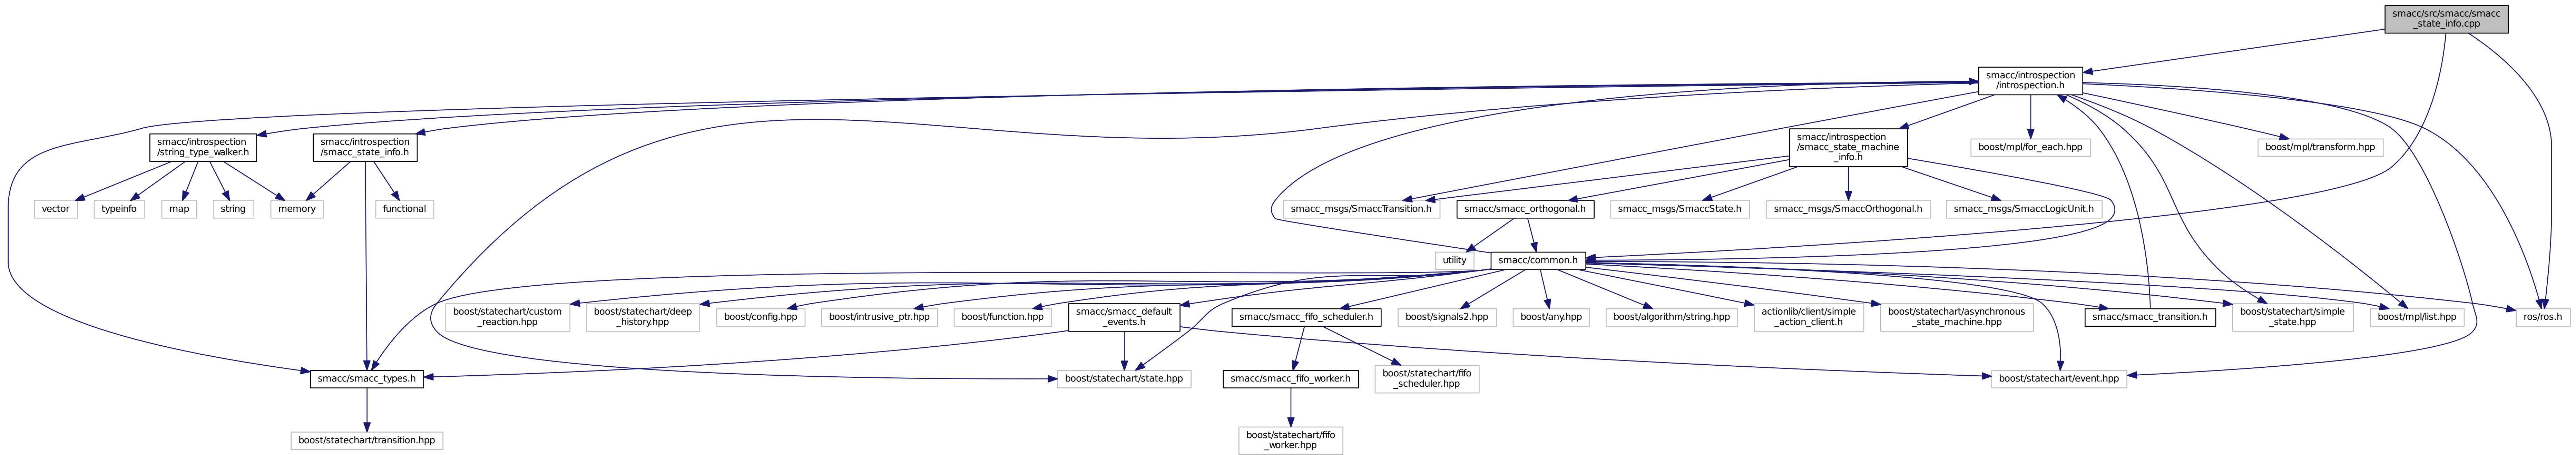 smacc/src/smacc/smacc
_state_info.cpp
smacc/introspection
/introspection.h
smacc/introspection
/string_type_walker.h
smacc/introspection
/smacc_state_info.h
smacc/introspection
/smacc_state_machine
_info.h
boost/mpl/for_each.hpp
boost/mpl/transform.hpp
vector
typeinfo
map
string
memory
functional
smacc_msgs/SmaccTransition.h
smacc/smacc_orthogonal.h
smacc_msgs/SmaccState.h
smacc_msgs/SmaccOrthogonal.h
smacc_msgs/SmaccLogicUnit.h
utility
smacc/common.h
boost/statechart/custom
_reaction.hpp
boost/statechart/deep
_history.hpp
boost/config.hpp
boost/intrusive_ptr.hpp
boost/function.hpp
smacc/smacc_default
_events.h
smacc/smacc_fifo_scheduler.h
boost/signals2.hpp
boost/any.hpp
boost/algorithm/string.hpp
actionlib/client/simple
_action_client.h
boost/statechart/asynchronous
_state_machine.hpp
smacc/smacc_transition.h
boost/statechart/simple
_state.hpp
boost/mpl/list.hpp
ros/ros.h
smacc/smacc_types.h
boost/statechart/state.hpp
smacc/smacc_fifo_worker.h
boost/statechart/fifo
_scheduler.hpp
boost/statechart/event.hpp
boost/statechart/transition.hpp
boost/statechart/fifo
_worker.hpp